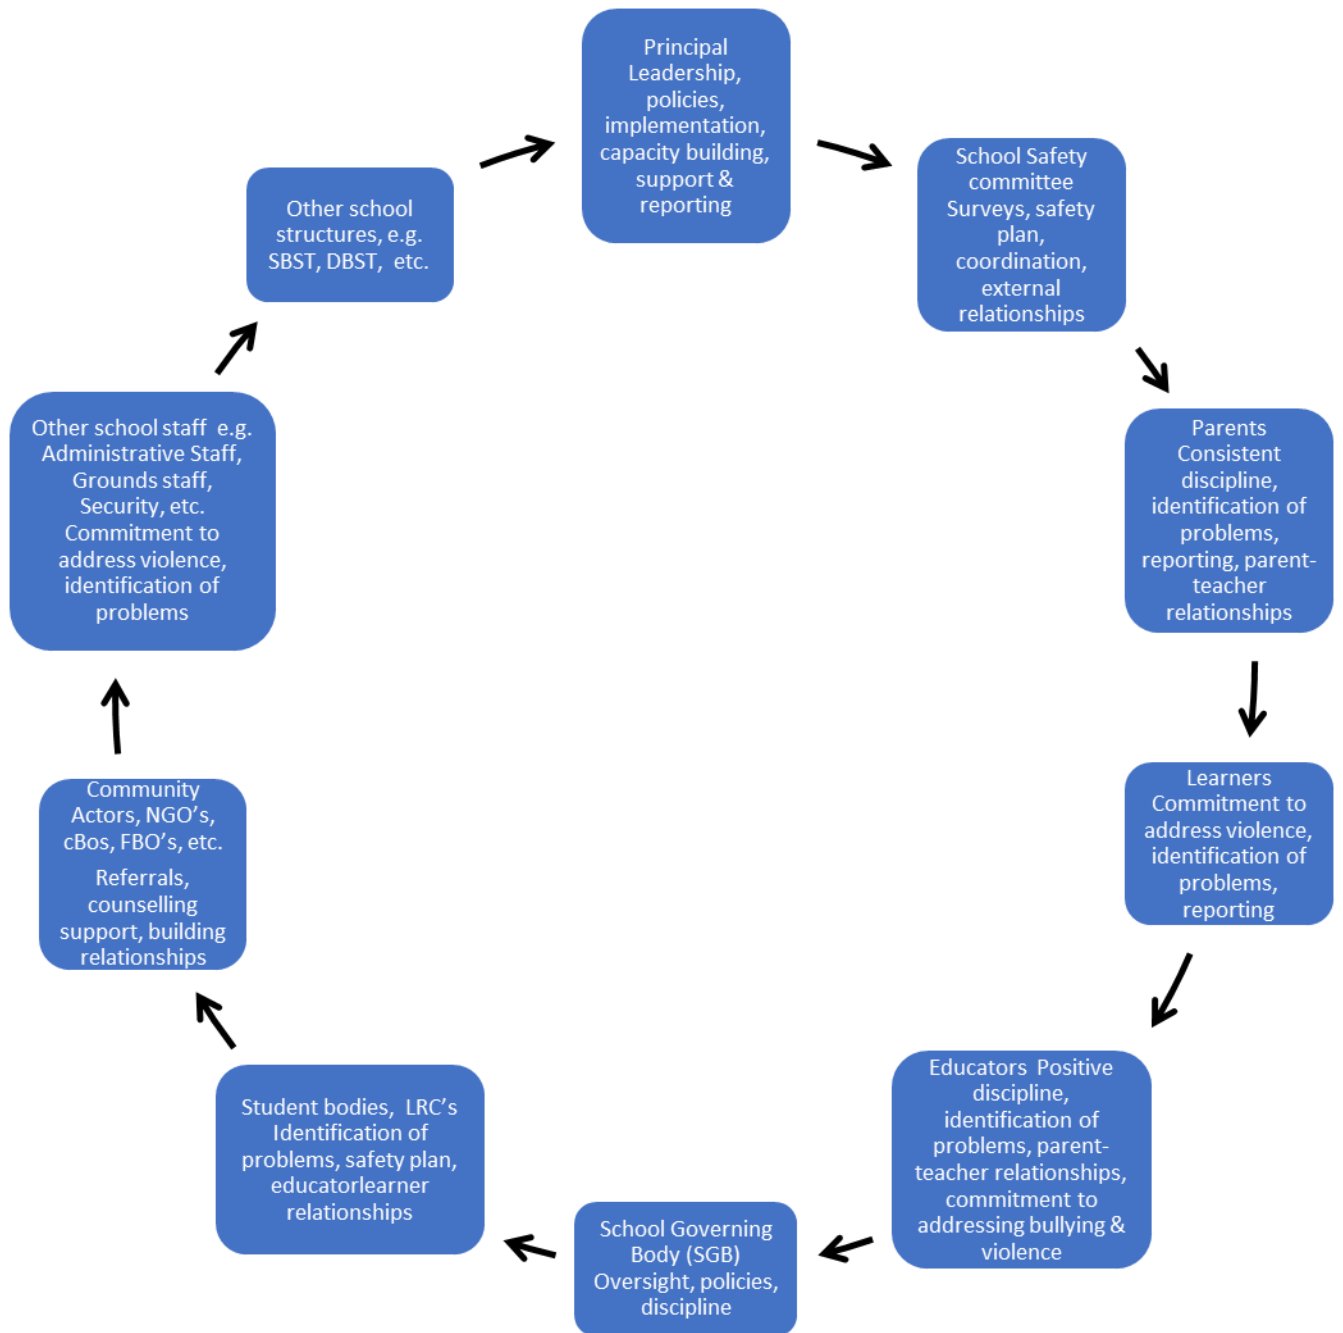 Principal
Leadership,
policies,
implementation,
capacity building,
support &
reporting
School Safety
committee
Surveys, safety
plan,
coordination,
external
relationships
Parents
Consistent
discipline,
identification of
problems,
reporting, parent-
teacher
relationships
Learners
Commitment to
address violence,
identification of
problems,
reporting
Educators Positive
discipline,
identification of
problems, parent-
teacher relationships,
commitment to
addressing bullying &
violence
School Governing
Body (SGB)
Oversight, policies,
discipline
Student bodies, LRC’s
Identification of
problems, safety plan,
educatorlearner
relationships
Community
Actors, NGO’s,
cBos, FBO’s, etc.
Referrals,
counselling
support, building
relationships
Other school staff e.g.
Administrative Staff,
Grounds staff,
Security, etc.
Commitment to
address violence,
identification of
problems
Other school
structures, e.g.
SBST, DBST, etc.